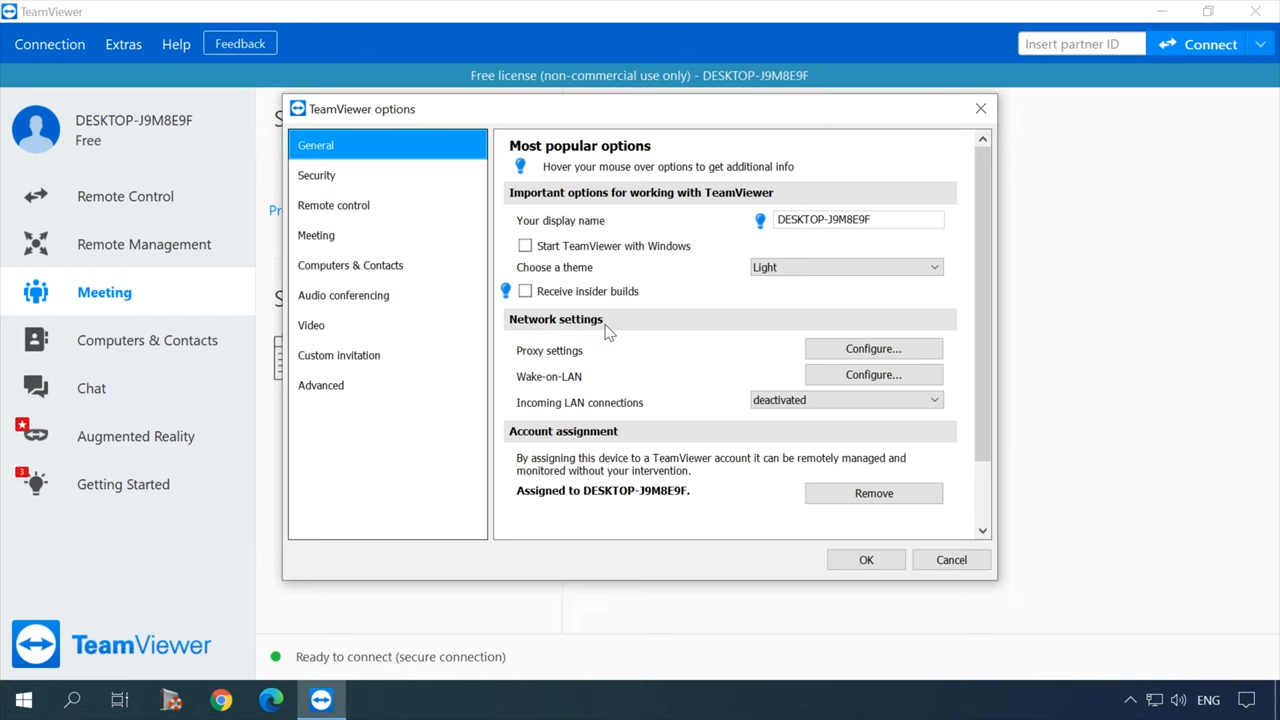 TeamViewer
Connection Extras Help Feedback Insert partner ID Connect
Free license (non-commercial use only) - DESKTOP-J9M8E9F
DESKTOP-J9M8E9F
Free
Remote Control
Remote Management
Meeting
Computers & Contacts
Chat
Augmented Reality
3
Getting Started
TeamViewer
S
Pr
S
TeamViewer options
General
Security
Remote control
Meeting
Computers & Contacts
Audio conferencing
Video
Custom invitation
Advanced
Most popular options
Hover your mouse over options to get additional info
Important options for working with TeamViewer
Your display name DESKTOP-J9M8E9F
Start TeamViewer with Windows
Choose a theme Light
Receive insider builds
Network settings
Proxy settings Configure...
Wake-on-LAN Configure...
Incoming LAN connections deactivated
Account assignment
By assigning this device to a TeamViewer account it can be remotely managed and
monitored without your intervention.
Assigned to DESKTOP-J9M8E9F. Remove
OK Cancel
Ready to connect (secure connection)
ENG